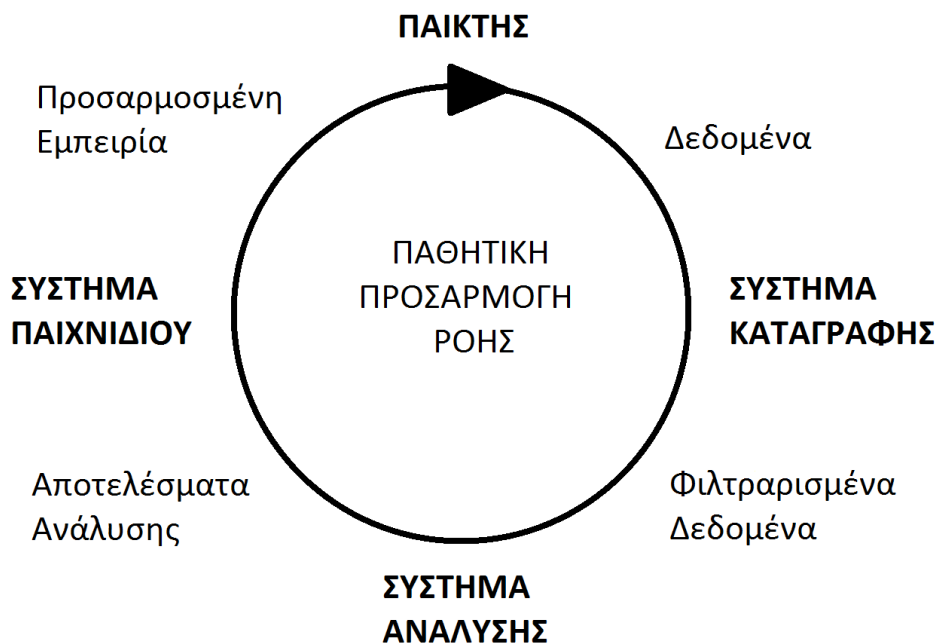 ΠΑΙΚΤΗΣ
Προσαρμοσμένη
Εμπειρία
Δεδομένα
ΠΑΘΗΤΙΚΗ
ΠΡΟΣΑΡΜΟΓΗ
ΡΟΗΣ
ΣΥΣΤΗΜΑ
ΠΑΙΧΝΙΔΙΟΥ
ΣΥΣΤΗΜΑ
ΚΑΤΑΓΡΑΦΗΣ
Αποτελέσματα
Ανάλυσης
Φιλτραρισμένα
Δεδομένα
ΣΥΣΤΗΜΑ
ΑΝΑΛΥΣΗΣ